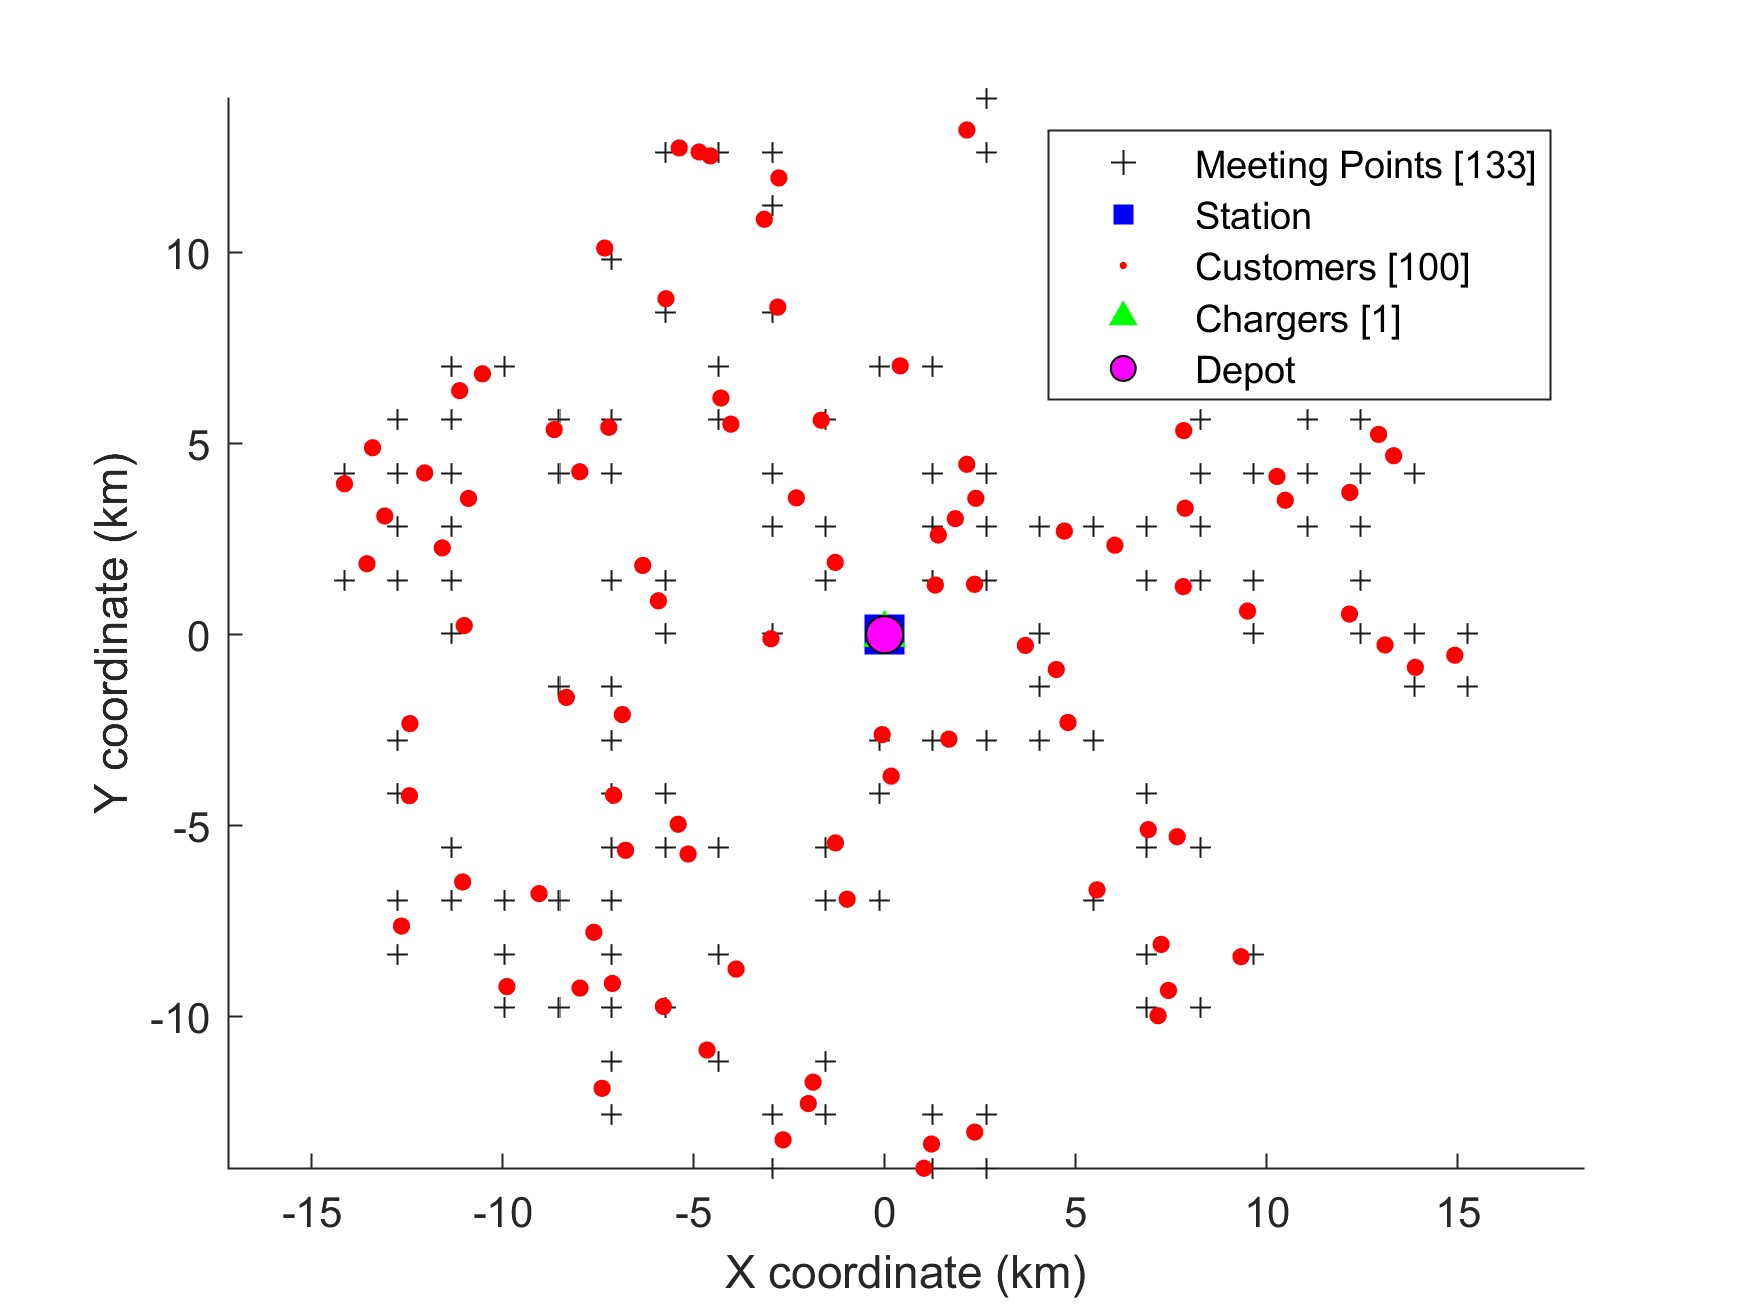 Meeting Points [133]
Station
Customers [100]
Chargers [1]
Depot
10
5
0
-5
-10
Y coordinate (km)
-15 -10 -5 0 5 10 15
X coordinate (km)